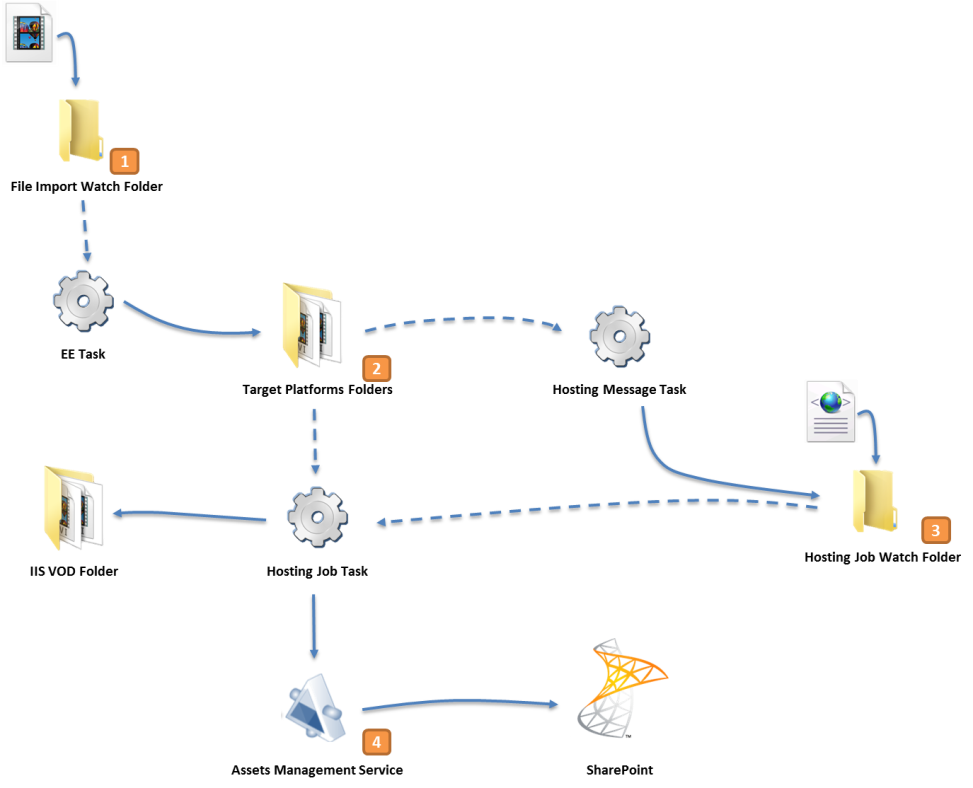 1
File Import Watch Folder
EE Task
2
Target Platforms Folders
Hosting Message Task
3
Hosting Job Watch Folder
IIS VOD Folder
Hosting Job Task
4
Assets Management Service
SharePoint